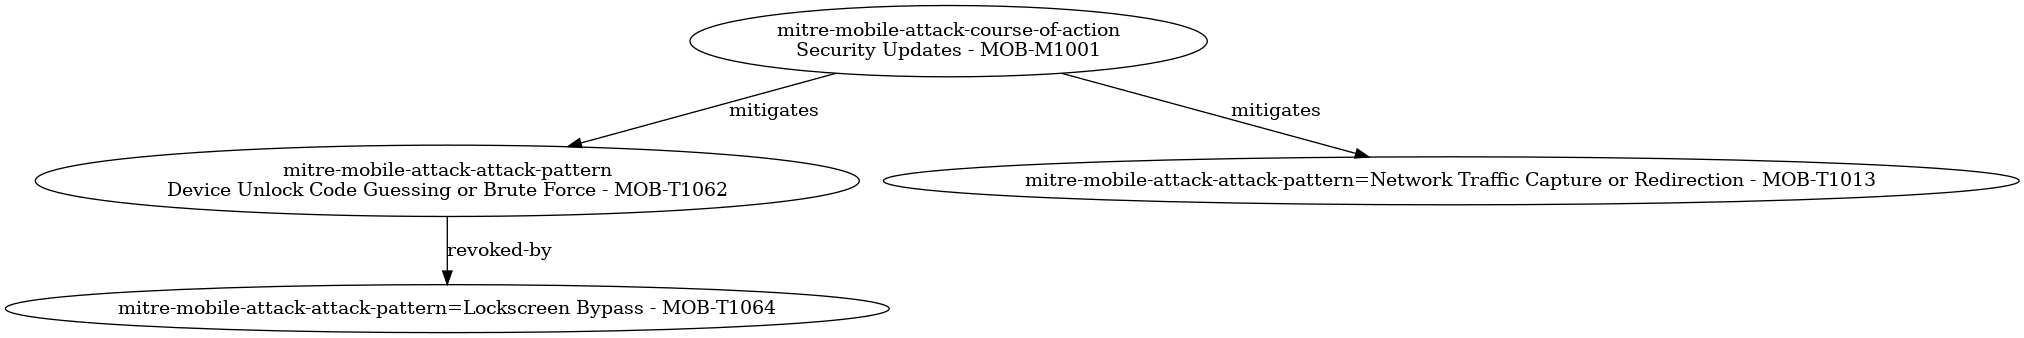 mitre-mobile-attack-course-of-action
Security Updates - MOB-M1001
mitigates
mitigates
mitre-mobile-attack-attack-pattern
Device Unlock Code Guessing or Brute Force - MOB-T1062
mitre-mobile-attack-attack-pattern=Network Traffic Capture or Redirection - MOB-T1013
revoked-by
mitre-mobile-attack-attack-pattern=Lockscreen Bypass - MOB-T1064